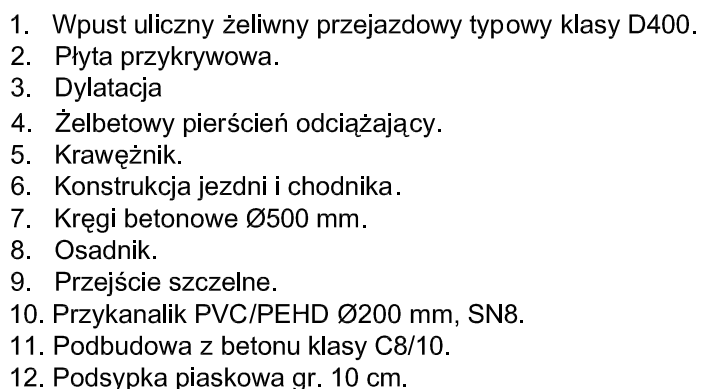 1. Wpust uliczny żeliwny przejazdowy typowy klasy D400.
2. Płyta przykrywowa.
3. Dylatacja
4. Żelbetowy pierścień odciążający.
5. Krawężnik.
6. Konstrukcja jezdni i chodnika.
7. Kręgi betonowe Ø500 mm.
8. Osadnik.
9. Przejście szczelne.
10. Przykanalik PVC/PEHD Ø200 mm, SN8.
11. Podbudowa z betonu klasy C8/10.
12. Podsypka piaskowa gr. 10 cm.